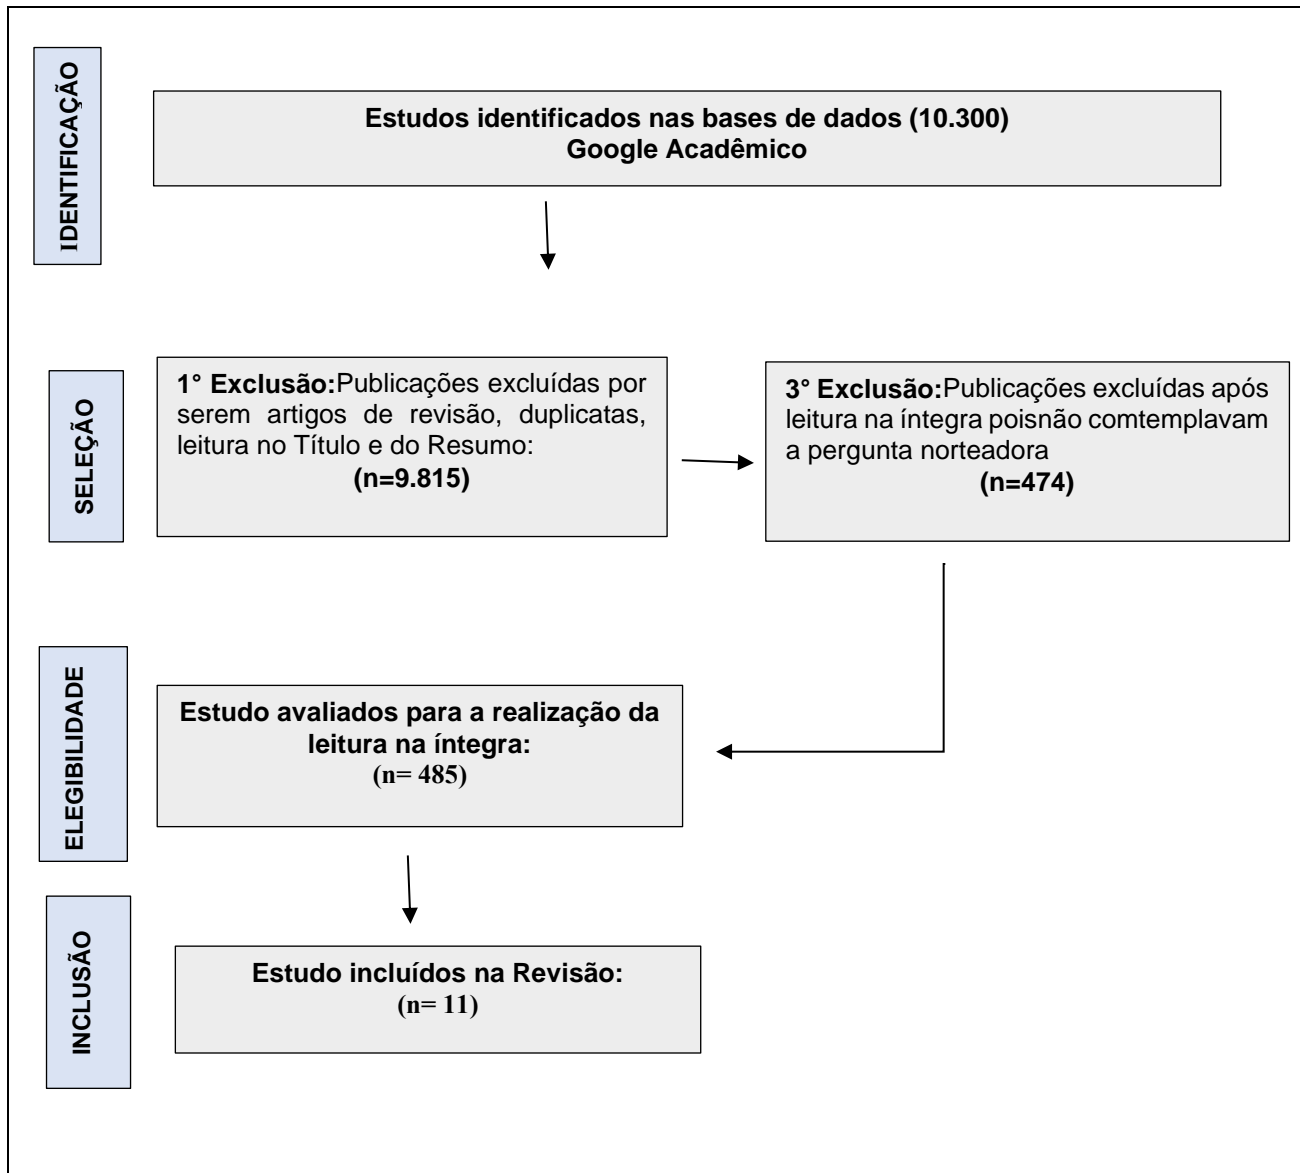 IDENTIFICAÇÃO
Estudos identificados nas bases de dados (10.300)
Google Acadêmico
SELEÇÃO
1° Exclusão:Publicações excluídas por
serem artigos de revisão, duplicatas,
leitura no Título e do Resumo:
(n=9.815)
3° Exclusão:Publicações excluídas após
leitura na íntegra poisnão comtemplavam
a pergunta norteadora
(n=474)
ELEGIBILIDADE
Estudo avaliados para a realização da
leitura na íntegra:
(n= 485)
INCLUSÃO
Estudo incluídos na Revisão:
(n= 11)